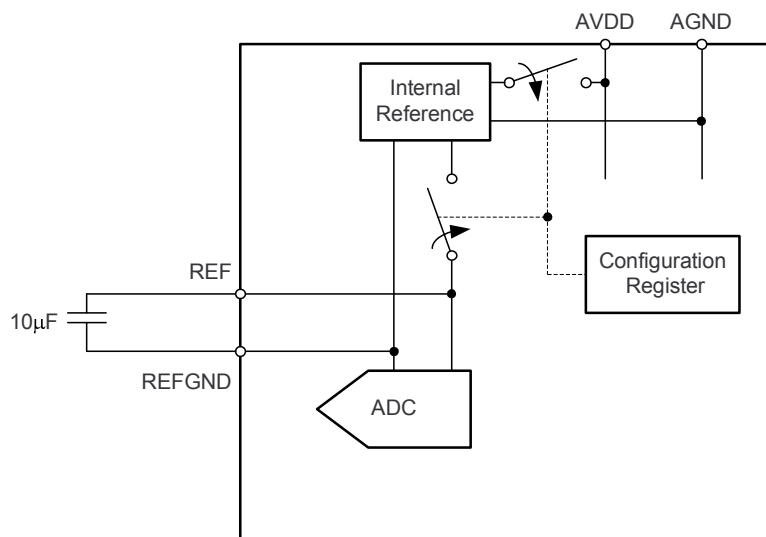 AVDD
AGND
Internal
Reference
REF
10μF
REFGND
Configuration
Register
ADC